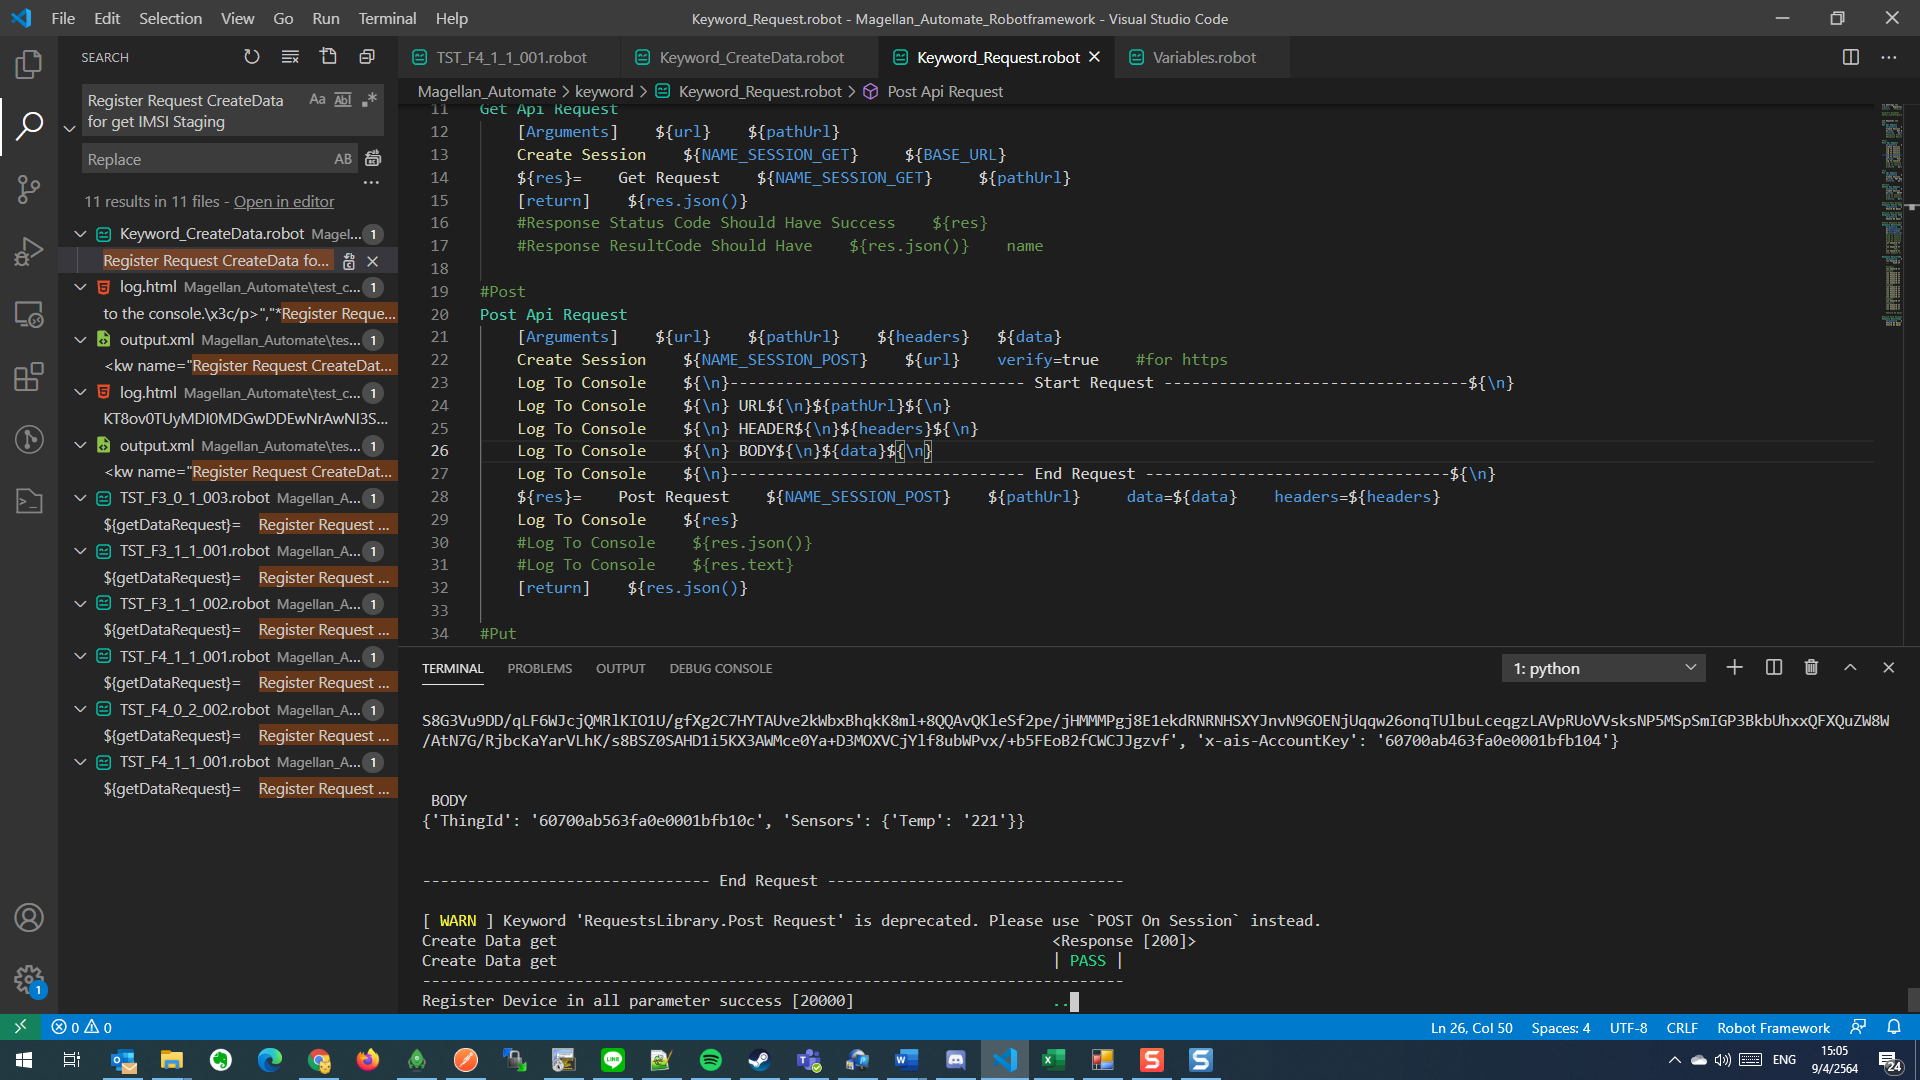 File Edit Selection View Go Run Terminal Help
Keyword_Request.robot - Magellan_Automate_Robotframework - Visual Studio Code
SEARCH
TST_F4_1_1_001.robot
Keyword_CreateData.robot
Keyword_Request.robot
Variables.robot
Register Request CreateData
for get IMSI Staging
Aa Abl
Replace
AB
11 results in 11 files - Open in editor
Keyword_CreateData.robot Magel... 1
Register Request CreateData fo...
log.html Magellan_Automate\test_c... 1
to the console.\x3c/p>","*Register Reque...
output.xml Magellan_Automate\tes... 1
<kw name="Register Request CreateDat...
log.html Magellan_Automate\test_c... 1
KT8ov0TUyMDI0MDGwDDEwNrAwNI3S...
output.xml Magellan_Automate\tes... 1
<kw name="Register Request CreateDat...
TST_F3_0_1_003.robot Magellan_A... 1
${getDataRequest}= Register Request ...
TST_F3_1_1_001.robot Magellan_A... 1
${getDataRequest}= Register Request ...
TST_F3_1_1_002.robot Magellan_A... 1
${getDataRequest}= Register Request ...
TST_F4_1_1_001.robot Magellan_A... 1
${getDataRequest}= Register Request ...
TST_F4_0_2_002.robot Magellan_A... 1
${getDataRequest}= Register Request ...
TST_F4_1_1_001.robot Magellan_A... 1
${getDataRequest}= Register Request ...
Magellan_Automate > keyword > Keyword_Request.robot > Post Api Request
11 Get Api Request
12 [Arguments] ${url} ${pathUrl}
13 Create Session ${NAME_SESSION_GET} ${BASE_URL}
14 ${res}= Get Request ${NAME_SESSION_GET} ${pathUrl}
15 [return] ${res.json()}
16 #Response Status Code Should Have Success ${res}
17 #Response ResultCode Should Have ${res.json()} name
18
19 #Post
20 Post Api Request
21 [Arguments] ${url} ${pathUrl} ${headers} ${data}
22 Create Session ${NAME_SESSION_POST} ${url} verify=true #for https
23 Log To Console ${\n}-------------------------------- Start Request ---------------------------------${\n}
24 Log To Console ${\n} URL${\n}${pathUrl}${\n}
25 Log To Console ${\n} HEADER${\n}${headers}${\n}
26 Log To Console ${\n} BODY${\n}${data}${\n}
27 Log To Console ${\n}-------------------------------- End Request ---------------------------------${\n}
28 ${res}= Post Request ${NAME_SESSION_POST} ${pathUrl} data=${data} headers=${headers}
29 Log To Console ${res}
30 #Log To Console ${res.json()}
31 #Log To Console ${res.text}
32 [return] ${res.json()}
33
34 #Put
TERMINAL PROBLEMS OUTPUT DEBUG CONSOLE
1: python
S8G3Vu9DD/qLF6WJcjQMRlKIO1U/gfXg2C7HYTAUve2kWbxBhqkK8ml+8QQAvQKleSf2pe/jHMMMPgj8E1ekdRNRNHSXYJnvN9GOENjUqqw26onqTUlbuLceqgzLAVpRUoVVsksNP5MSpSmIGP3BkbUhxxQFXQuZW8W
/AtN7G/RjbcKaYarVLhK/s8BSZ0SAHD1i5KX3AWMce0Ya+D3MOXVCjYlf8ubWPvx/+b5FEoB2fCWCJJgzvf', 'x-ais-AccountKey': '60700ab463fa0e0001bfb104'}
BODY
{'ThingId': '60700ab563fa0e0001bfb10c', 'Sensors': {'Temp': '221'}}
-------------------------------- End Request ---------------------------------
[ WARN ] Keyword 'RequestsLibrary.Post Request' is deprecated. Please use `POST On Session` instead.
Create Data get <Response [200]>
Create Data get | PASS |
------------------------------------------------------------------------------
Register Device in all parameter success [20000] ..
1
0 0
Ln 26, Col 50 Spaces: 4 UTF-8 CRLF Robot Framework
ENG
15:05
9/4/2564
24